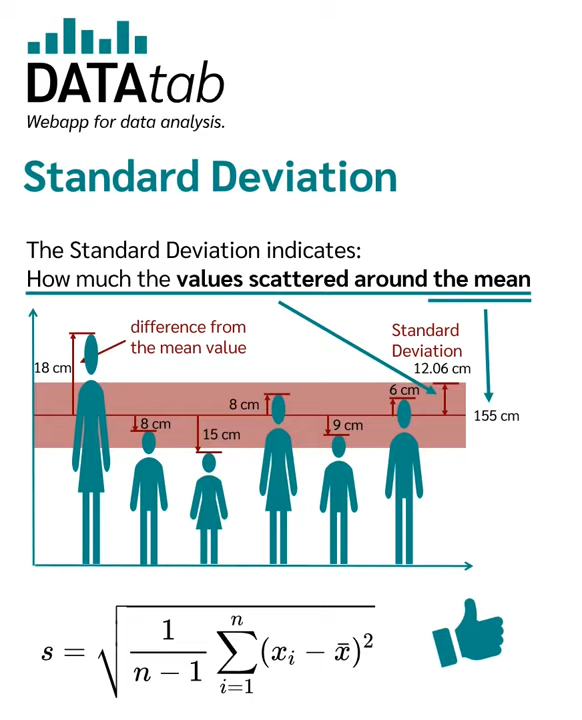 DATAtab
Webapp for data analysis.
Standard Deviation
The Standard Deviation indicates:
How much the values scattered around the mean
difference from
the mean value
Standard
Deviation
12.06 cm
18 cm
8 cm
15 cm
8 cm
9 cm
6 cm
155 cm
s = √(1/(n − 1) ∑_{i=1}^{n} (x_i − x̄)^2)